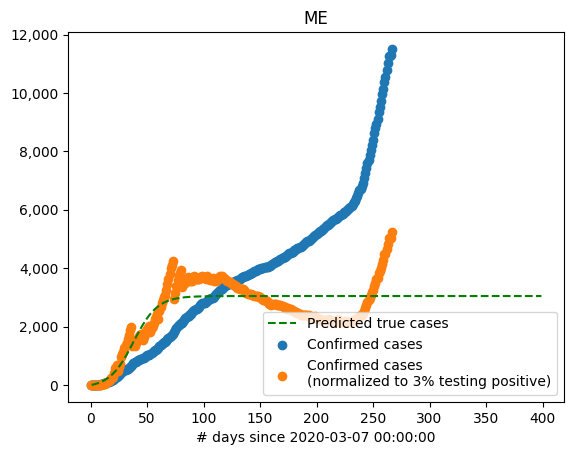 ME
12,000
10,000
8,000
6,000
4,000
2,000
0
Predicted true cases
Confirmed cases
Confirmed cases
(normalized to 3% testing positive)
0 50 100 150 200 250 300 350 400
# days since 2020-03-07 00:00:00